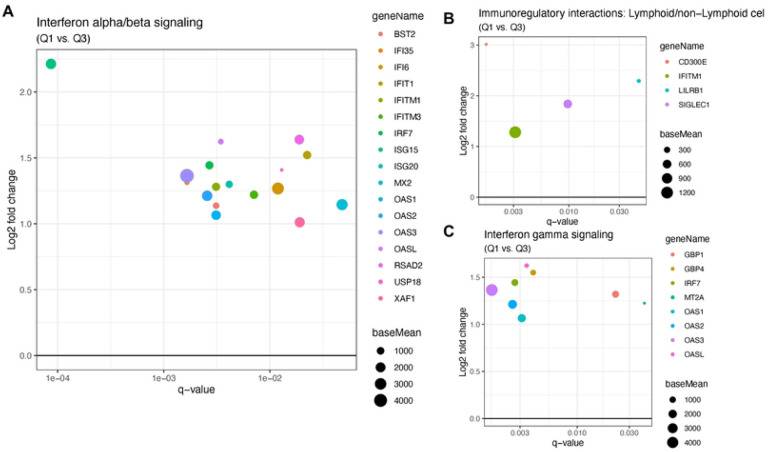 A
Interferon alpha/beta signaling
(Q1 vs. Q3)
Log2 fold change
2.0
1.5
1.0
0.5
0.0
1e−04
1e−03
1e−02
q−value
geneName
BST2
IFI35
IFI6
IFIT1
IFITM1
IFITM3
IRF7
ISG15
ISG20
MX2
OAS1
OAS2
OAS3
OASL
RSAD2
USP18
XAF1
baseMean
1000
2000
3000
4000
B
Immunoregulatory interactions: Lymphoid/non−Lymphoid cel
(Q1 vs. Q3)
Log2 fold change
3
2
1
0
0.003
0.010
0.030
q−value
geneName
CD300E
IFITM1
LILRB1
SIGLEC1
baseMean
300
600
900
1200
C
Interferon gamma signaling
(Q1 vs. Q3)
Log2 fold change
1.5
1.0
0.5
0.0
0.003
0.010
0.030
q−value
geneName
GBP1
GBP4
IRF7
MT2A
OAS1
OAS2
OAS3
OASL
baseMean
1000
2000
3000
4000